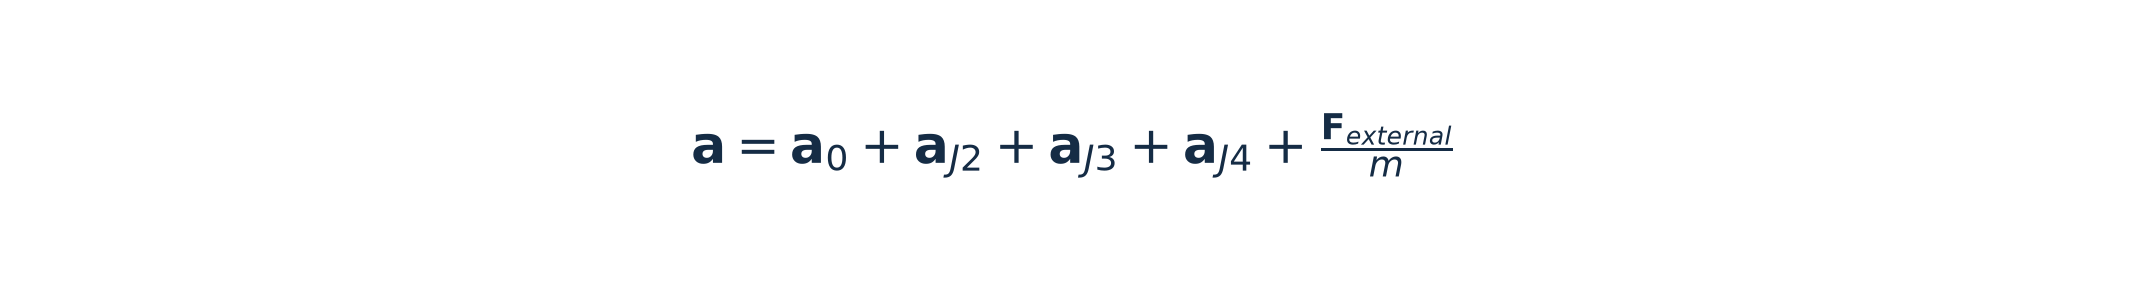 a = a₀ + a_J2 + a_J3 + a_J4 + F_external / m